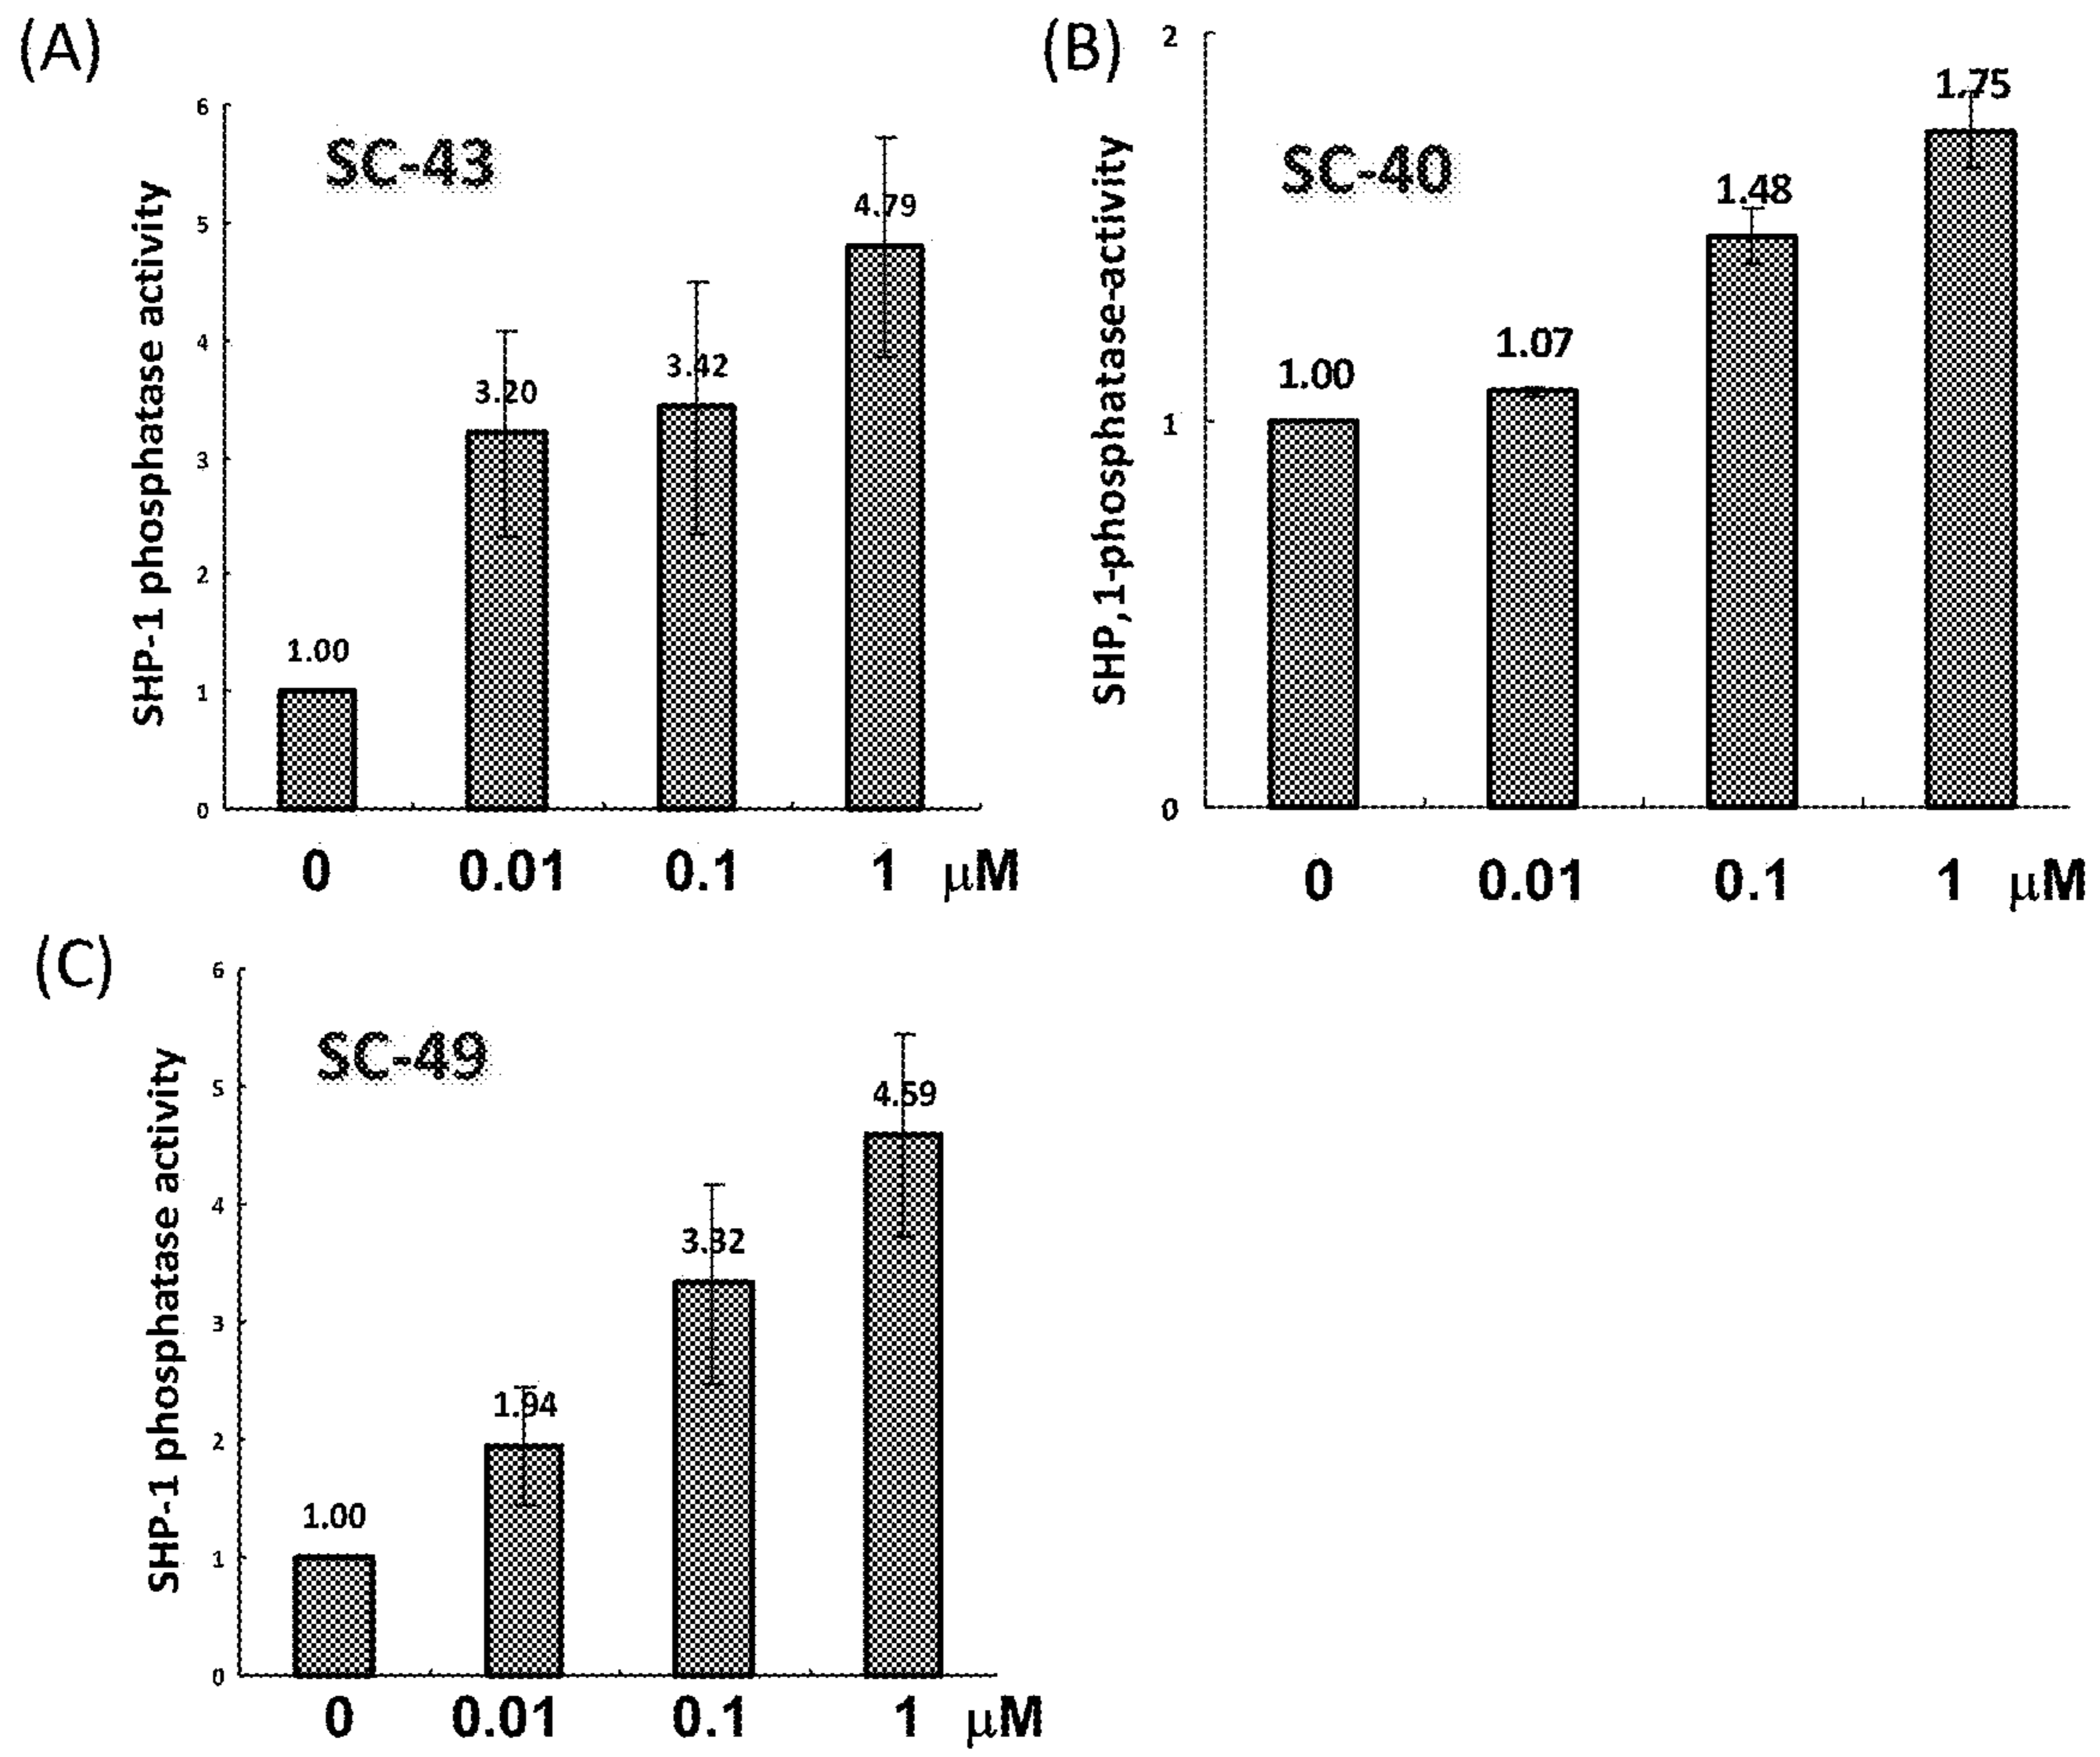 (A)
SHP-1 phosphatase activity
6
5
4
3
2
1
0
SC-43
1.00
3.20
3.42
4.79
0 0.01 0.1 1 μM
(B)
SHP,1-phosphatase-activity
2
1
0
SC-40
1.00
1.07
1.48
1.75
0 0.01 0.1 1 μM
(C)
SHP-1 phosphatase activity
6
5
4
3
2
1
0
SC-49
1.00
1.94
3.32
4.59
0 0.01 0.1 1 μM